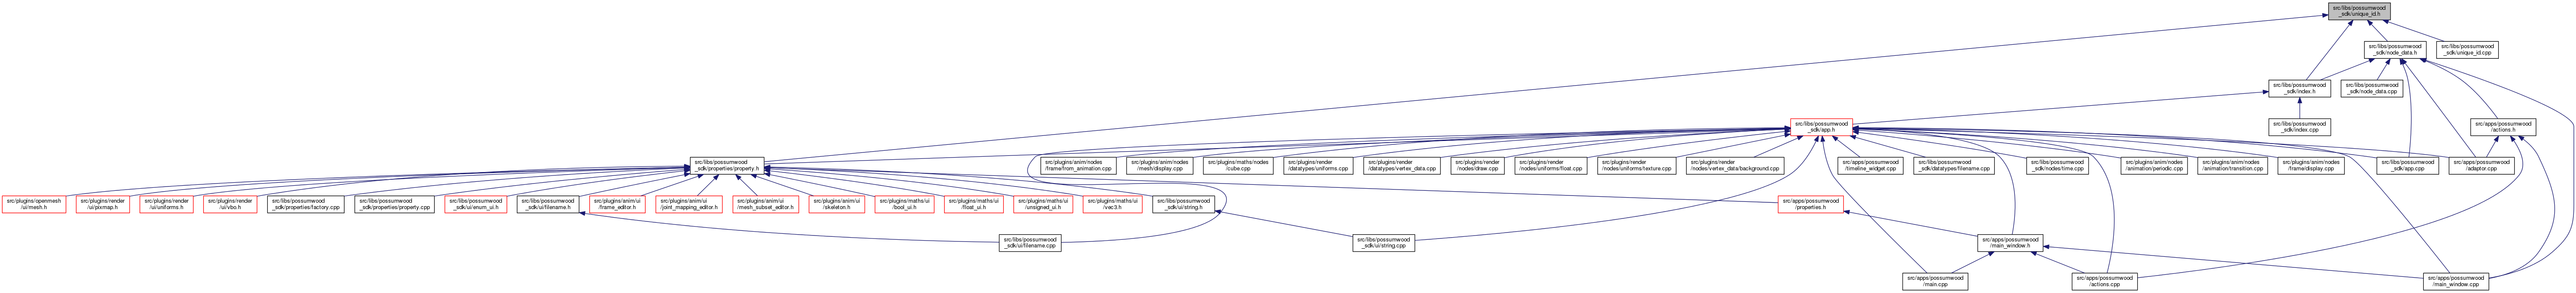 src/libs/possumwood
_sdk/unique_id.h
src/libs/possumwood
_sdk/node_data.h
src/libs/possumwood
_sdk/unique_id.cpp
src/libs/possumwood
_sdk/index.h
src/libs/possumwood
_sdk/node_data.cpp
src/libs/possumwood
_sdk/app.h
src/libs/possumwood
_sdk/index.cpp
src/apps/possumwood
/actions.h
src/libs/possumwood
_sdk/properties/property.h
src/plugins/anim/nodes
/frame/from_animation.cpp
src/plugins/anim/nodes
/mesh/display.cpp
src/plugins/maths/nodes
/cube.cpp
src/plugins/render
/datatypes/uniforms.cpp
src/plugins/render
/datatypes/vertex_data.cpp
src/plugins/render
/nodes/draw.cpp
src/plugins/render
/nodes/uniforms/float.cpp
src/plugins/render
/nodes/uniforms/texture.cpp
src/plugins/render
/nodes/vertex_data/background.cpp
src/apps/possumwood
/timeline_widget.cpp
src/libs/possumwood
_sdk/datatypes/filename.cpp
src/libs/possumwood
_sdk/nodes/time.cpp
src/plugins/anim/nodes
/animation/periodic.cpp
src/plugins/anim/nodes
/animation/transition.cpp
src/plugins/anim/nodes
/frame/display.cpp
src/libs/possumwood
_sdk/app.cpp
src/apps/possumwood
/adaptor.cpp
src/plugins/openmesh
/ui/mesh.h
src/plugins/render
/ui/pixmap.h
src/plugins/render
/ui/uniforms.h
src/plugins/render
/ui/vbo.h
src/libs/possumwood
_sdk/properties/factory.cpp
src/libs/possumwood
_sdk/properties/property.cpp
src/libs/possumwood
_sdk/ui/enum_ui.h
src/libs/possumwood
_sdk/ui/filename.h
src/plugins/anim/ui
/frame_editor.h
src/plugins/anim/ui
/joint_mapping_editor.h
src/plugins/anim/ui
/mesh_subset_editor.h
src/plugins/anim/ui
/skeleton.h
src/plugins/maths/ui
/bool_ui.h
src/plugins/maths/ui
/float_ui.h
src/plugins/maths/ui
/unsigned_ui.h
src/plugins/maths/ui
/vec3.h
src/libs/possumwood
_sdk/ui/string.h
src/apps/possumwood
/properties.h
src/libs/possumwood
_sdk/ui/filename.cpp
src/libs/possumwood
_sdk/ui/string.cpp
src/apps/possumwood
/main_window.h
src/apps/possumwood
/main.cpp
src/apps/possumwood
/actions.cpp
src/apps/possumwood
/main_window.cpp